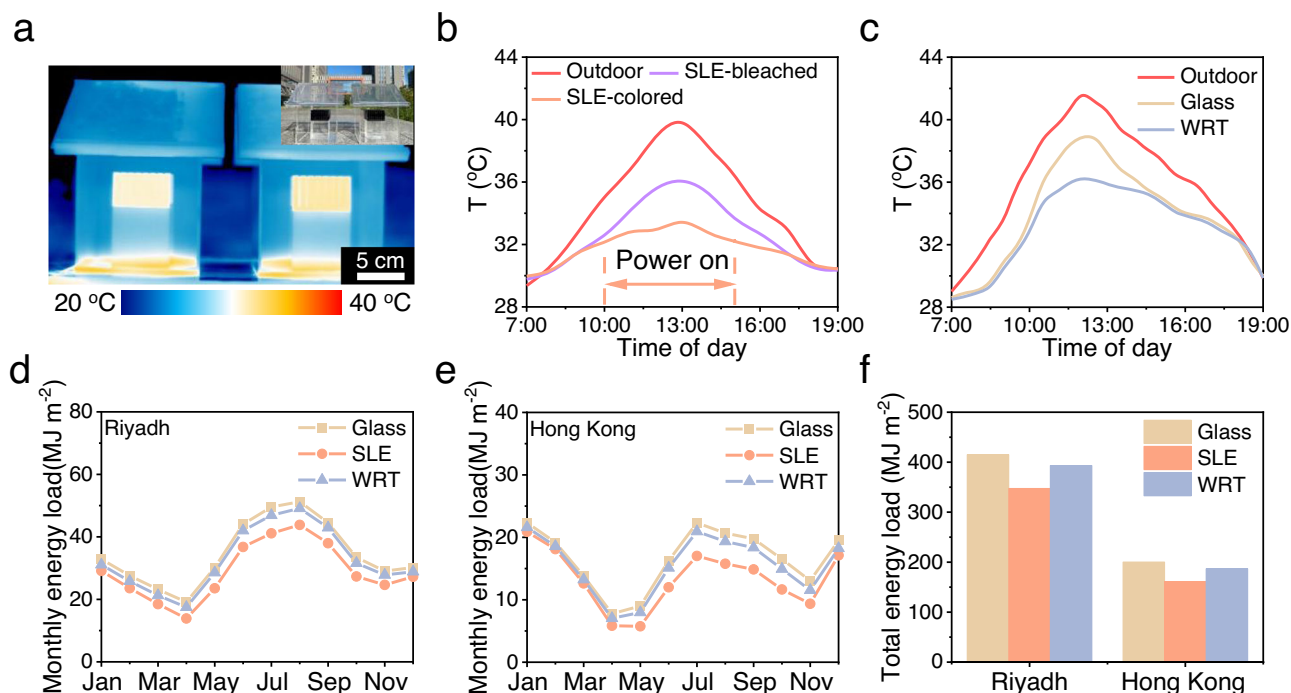 a
5 cm
20 °C
40 °C
b
T (°C)
44
40
36
32
28
Outdoor
SLE-bleached
SLE-colored
Power on
7:00 10:00 13:00 16:00 19:00
Time of day
c
T (°C)
44
40
36
32
28
Outdoor
Glass
WRT
7:00 10:00 13:00 16:00 19:00
Time of day
d
Monthly energy load(MJ m⁻²)
80
60
40
20
0
Riyadh
Glass
SLE
WRT
Jan Mar May Jul Sep Nov
e
Monthly energy load(MJ m⁻²)
40
30
20
10
0
Hong Kong
Glass
SLE
WRT
Jan Mar May Jul Sep Nov
f
Total energy load (MJ m⁻²)
500
400
300
200
100
0
Glass
SLE
WRT
Riyadh Hong Kong